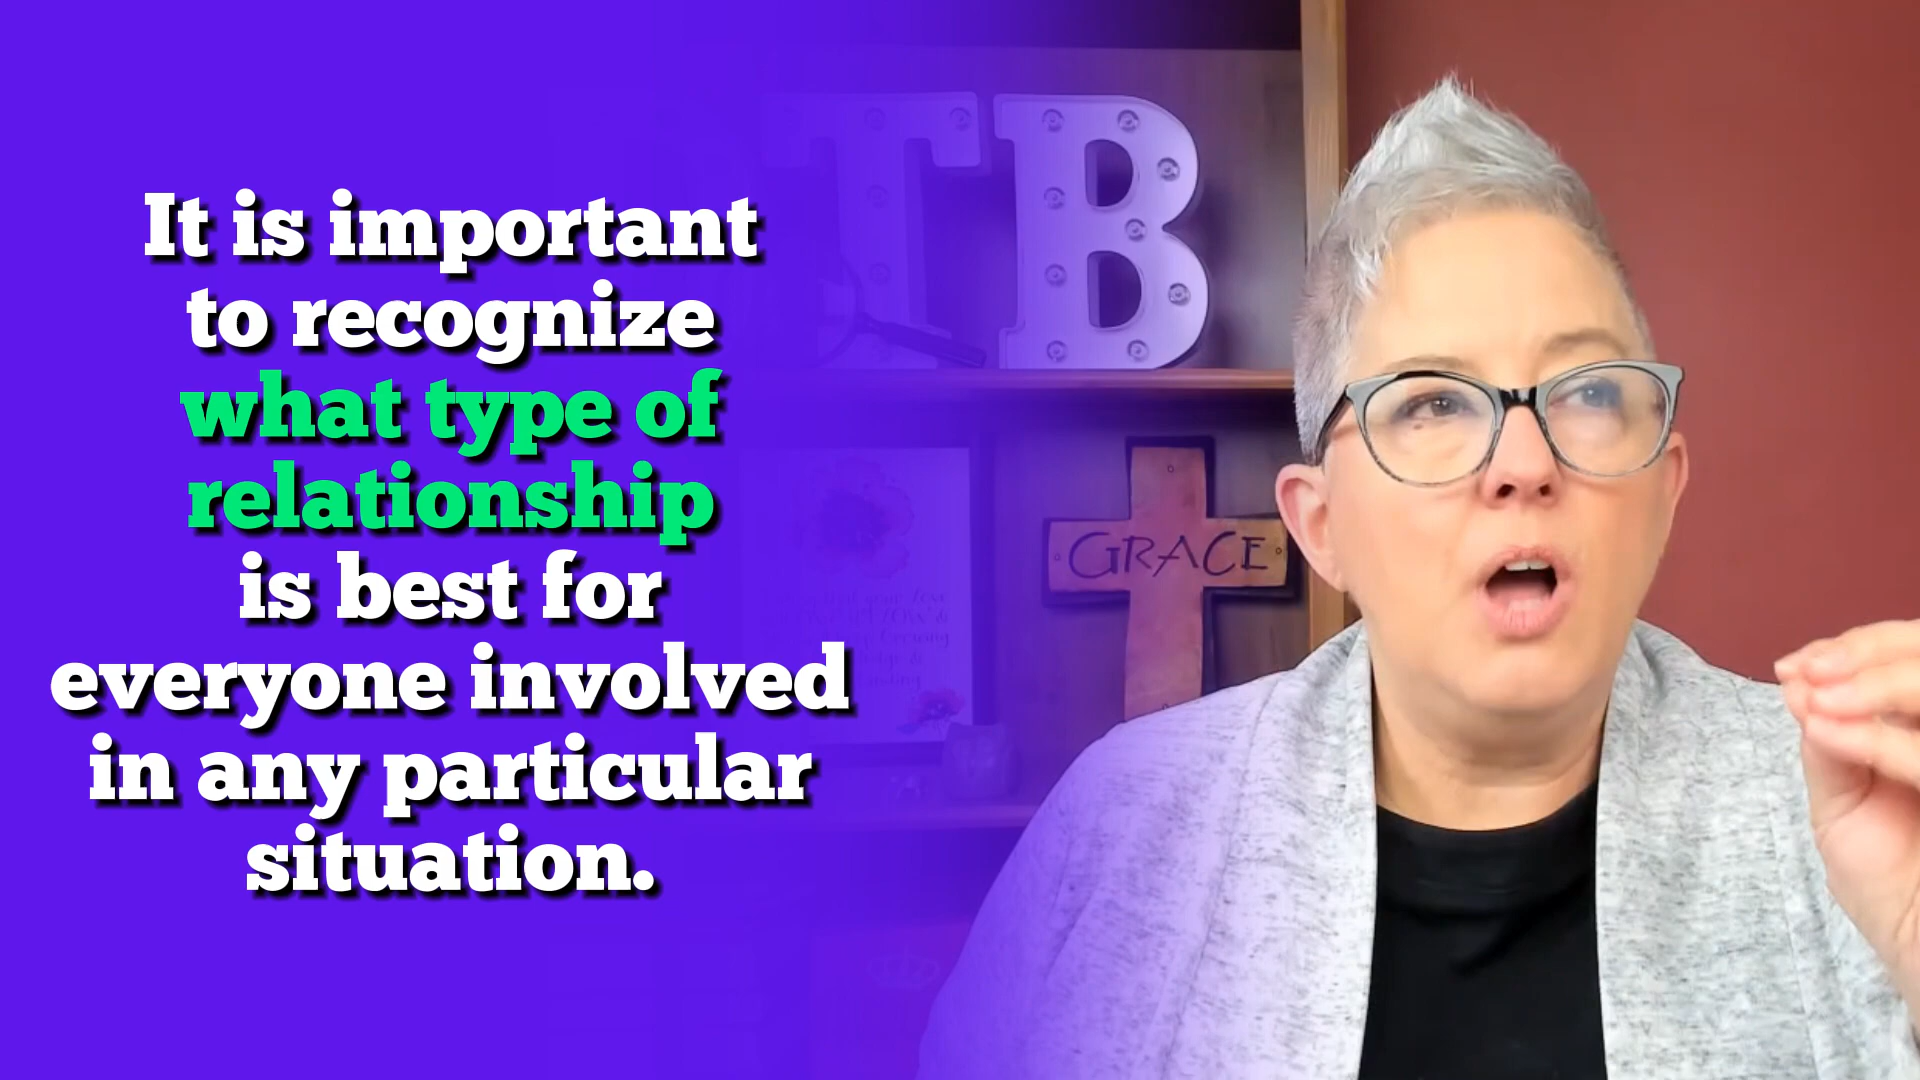 It is important
to recognize
what type of
relationship
is best for
everyone involved
in any particular
situation.
TB
GRACE